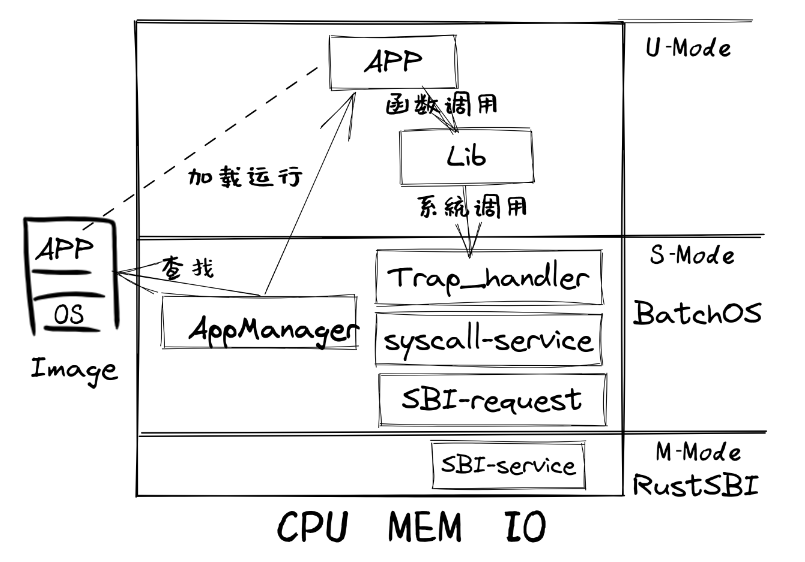 U-Mode
APP
函数调用
Lib
加载运行
系統调用
APP
OS
Image
查找
AppManager
Trap_handler
syscall-service
SBI-request
S-Mode
BatchOS
SBI-service
M-Mode
RustSBI
CPU MEM IO